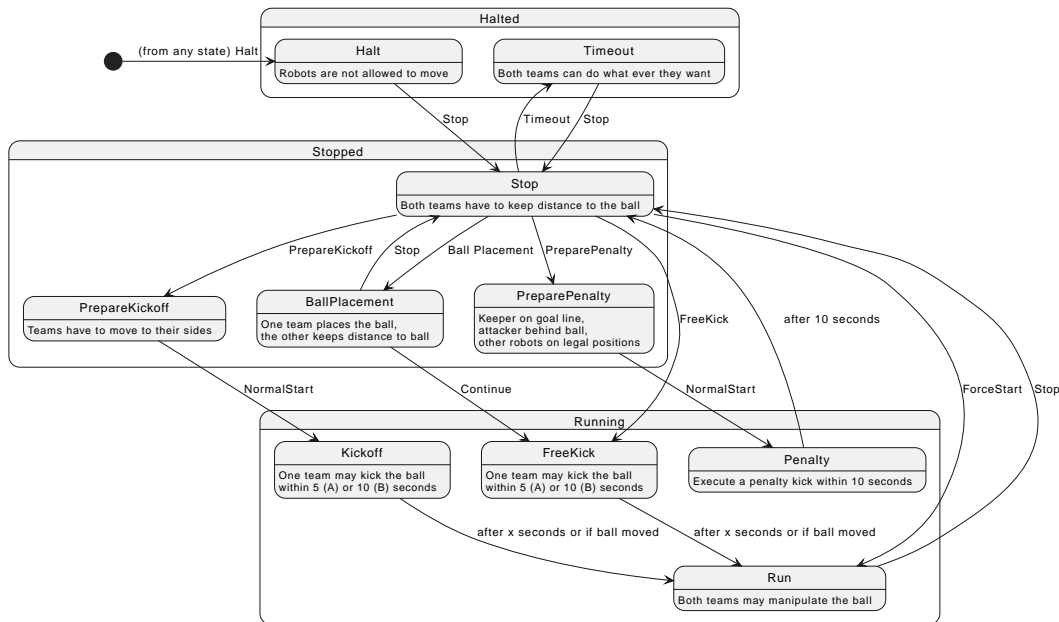 Halted
(from any state) Halt
Halt
Robots are not allowed to move
Timeout
Both teams can do what ever they want
Stop
Timeout
Stop
Stopped
Stop
Both teams have to keep distance to the ball
PrepareKickoff
Stop
Ball Placement
PreparePenalty
PrepareKickoff
Teams have to move to their sides
BallPlacement
One team places the ball,
the other keeps distance to ball
PreparePenalty
Keeper on goal line,
attacker behind ball,
other robots on legal positions
FreeKick
after 10 seconds
NormalStart
Continue
NormalStart
ForceStart
Stop
Running
Kickoff
One team may kick the ball
within 5 (A) or 10 (B) seconds
FreeKick
One team may kick the ball
within 5 (A) or 10 (B) seconds
Penalty
Execute a penalty kick within 10 seconds
after x seconds or if ball moved
after x seconds or if ball moved
Run
Both teams may manipulate the ball